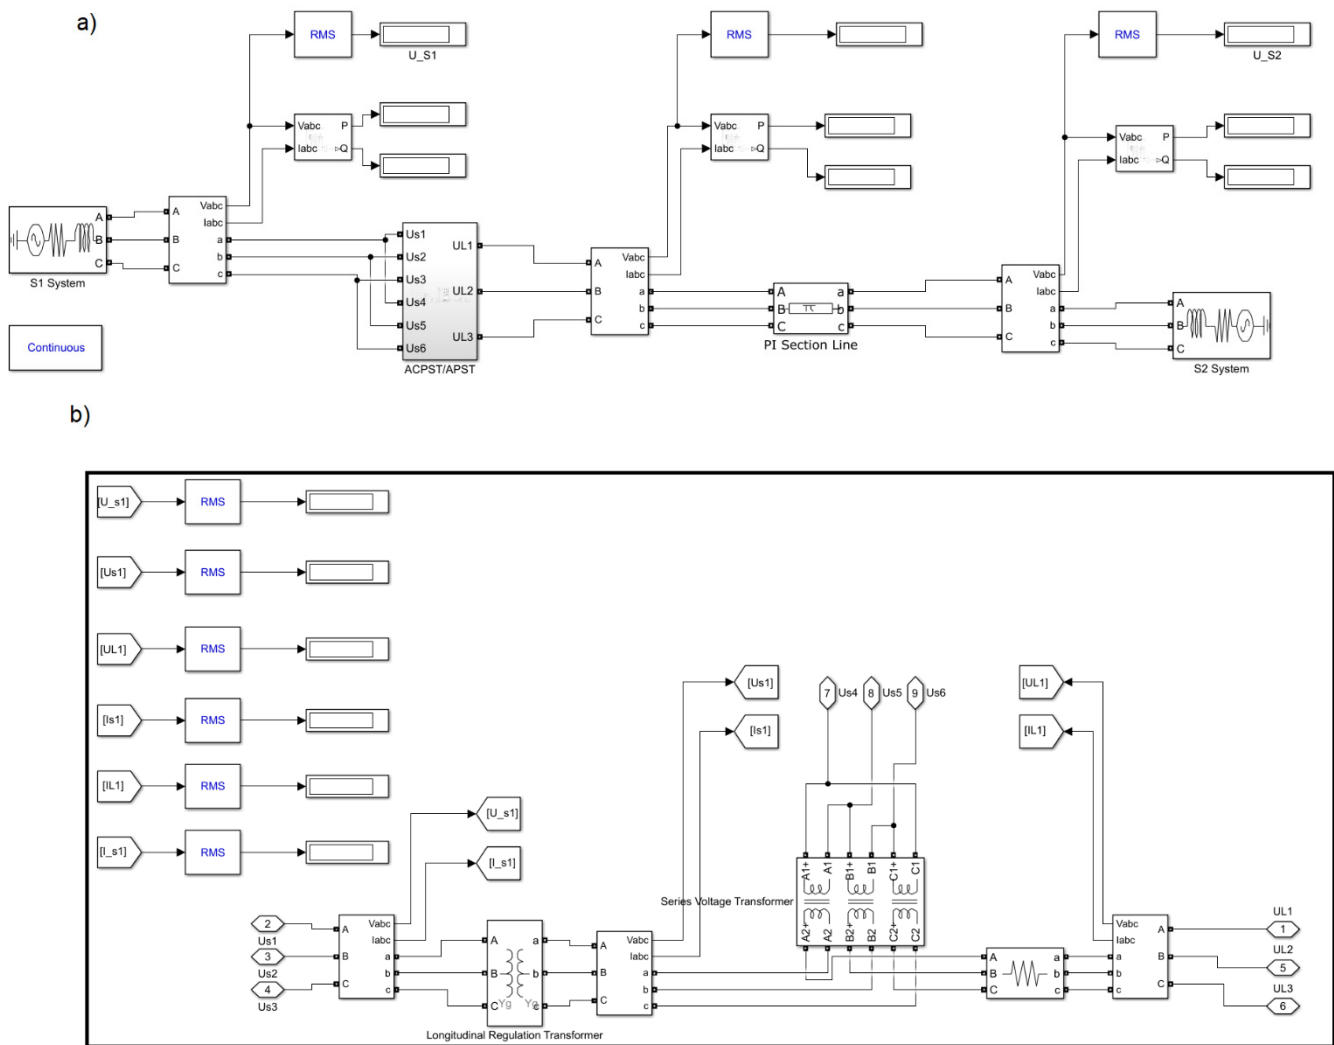 a)
RMS
U_S1
Vabc
Iabc
P
Q
RMS
Vabc
Iabc
P
Q
RMS
U_S2
Vabc
Iabc
P
Q
A
B
C
S1 System
A
B
C
Vabc
Iabc
a
b
c
Us1
Us2
Us3
Us4
Us5
Us6
UL1
UL2
UL3
ACPST/APST
A
B
C
Vabc
Iabc
a
b
c
A
B
C
a
b
c
PI Section Line
A
B
C
Vabc
Iabc
a
b
c
A
B
C
S2 System
Continuous
b)
[U_s1]
RMS
[Us1]
RMS
[UL1]
RMS
[Is1]
RMS
[IL1]
RMS
[I_s1]
RMS
[U_s1]
[I_s1]
[Us1]
[Is1]
7
Us4
8
Us5
9
Us6
[UL1]
[IL1]
2
Us1
3
Us2
4
Us3
A
B
C
Vabc
Iabc
a
b
c
A
B
C
a
b
c
Yg
Yg
Longitudinal Regulation Transformer
A
B
C
Vabc
Iabc
a
b
c
Series Voltage Transformer
A1+
A1
B1+
B1
C1+
C1
A2+
A2
B2+
B2
C2+
C2
A
B
C
a
b
c
Vabc
Iabc
a
b
c
A
B
C
UL1
1
UL2
5
UL3
6